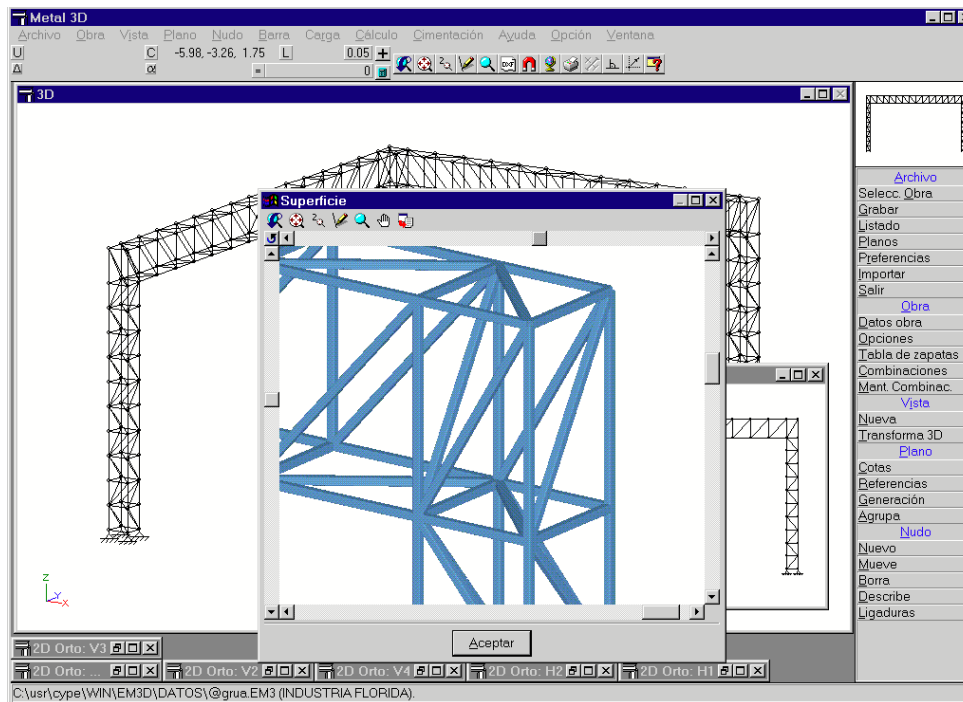 Metal 3D
Archivo Obra Vista Plano Nudo Barra Carga Cálculo Cimentación Ayuda Opción Ventana
U C -5.98, -3.26, 1.75 L 0.05
Δ α = 0
3D
Superficie
Archivo
Selecc. Obra
Grabar
Listado
Planos
Preferencias
Importar
Salir
Obra
Datos obra
Opciones
Tabla de zapatas
Combinaciones
Mant. Combinac.
Vista
Nueva
Transforma 3D
Plano
Cotas
Referencias
Generación
Agrupa
Nudo
Nuevo
Mueve
Borra
Describe
Ligaduras
Z
Y
X
Aceptar
2D Orto: V3
2D Orto: ... 2D Orto: V2 2D Orto: V4 2D Orto: H2 2D Orto: H1
C:\usr\cype\WIN\EM3D\DATOS\@grua.EM3 (INDUSTRIA FLORIDA).